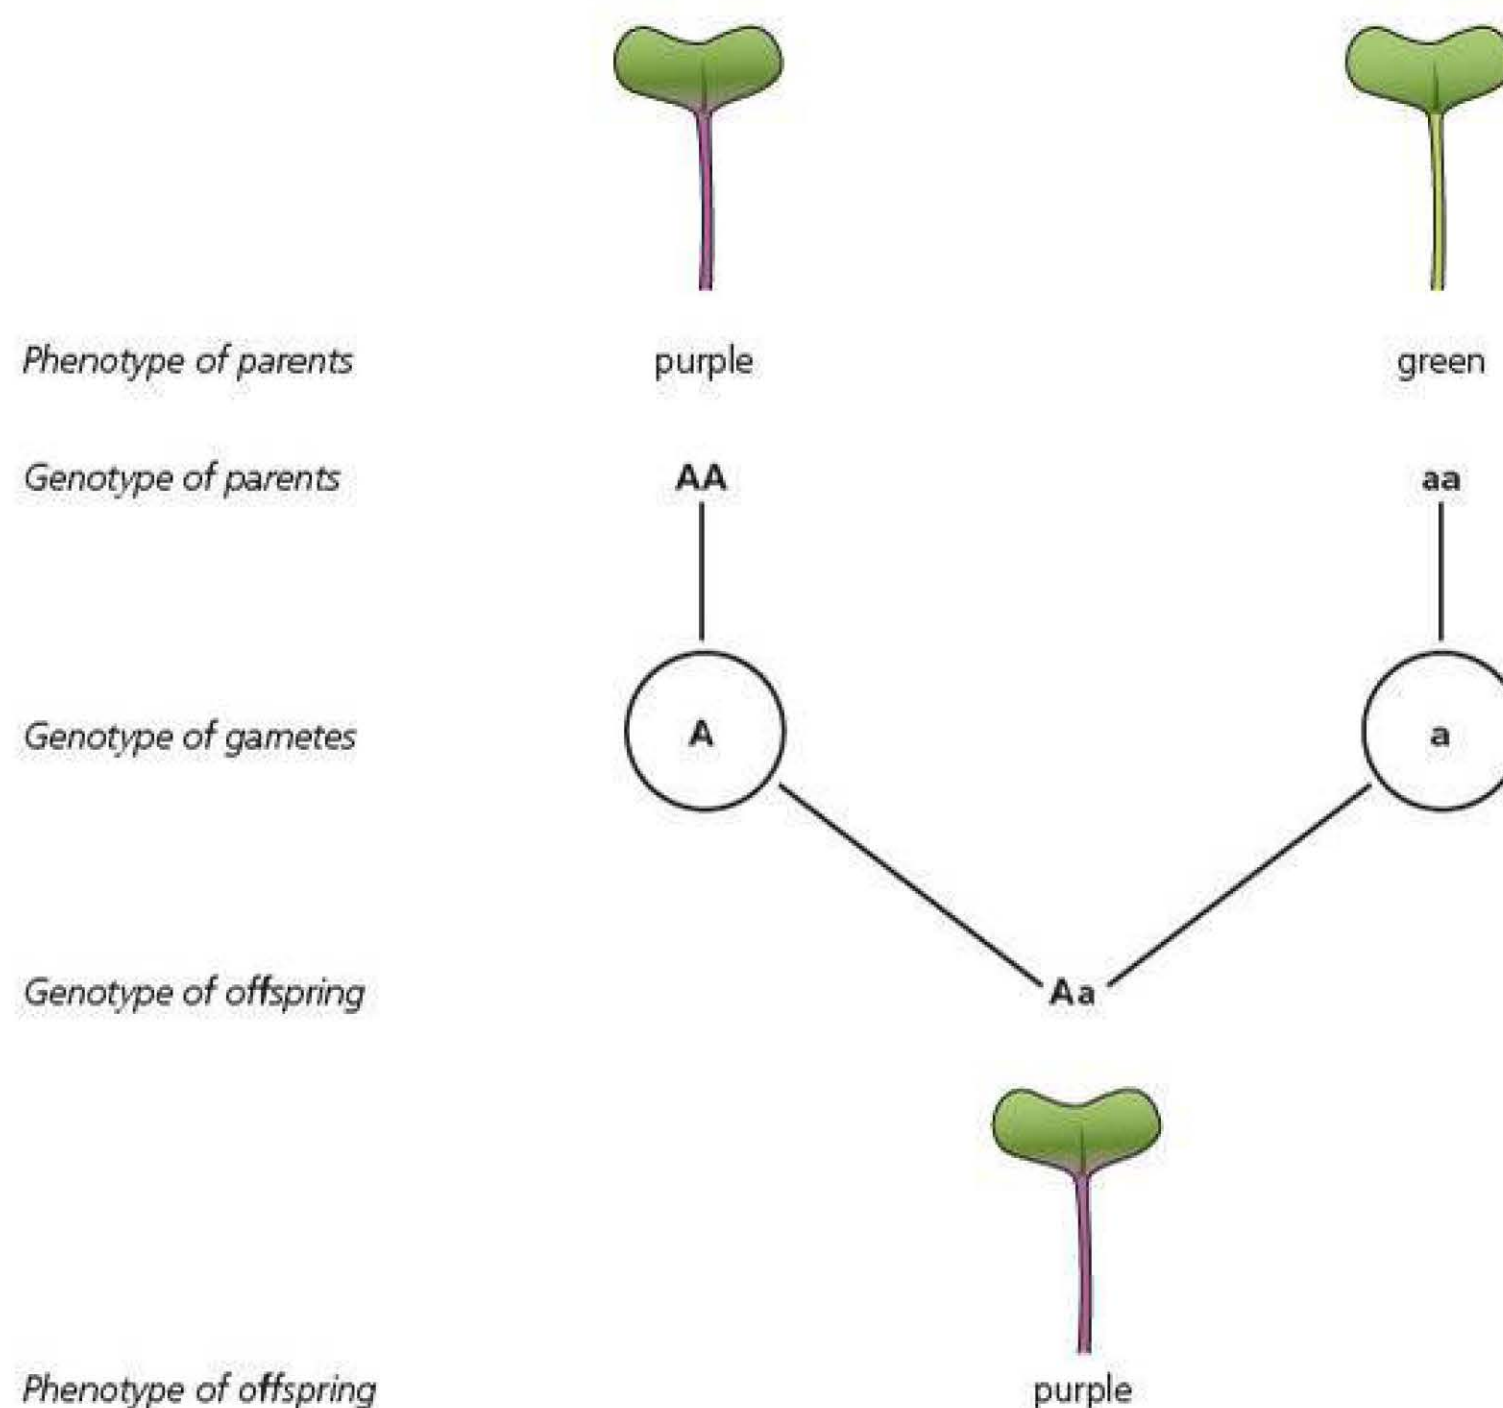 Phenotype of parents purple green
Genotype of parents AA aa
Genotype of gametes A a
Genotype of offspring Aa
Phenotype of offspring purple